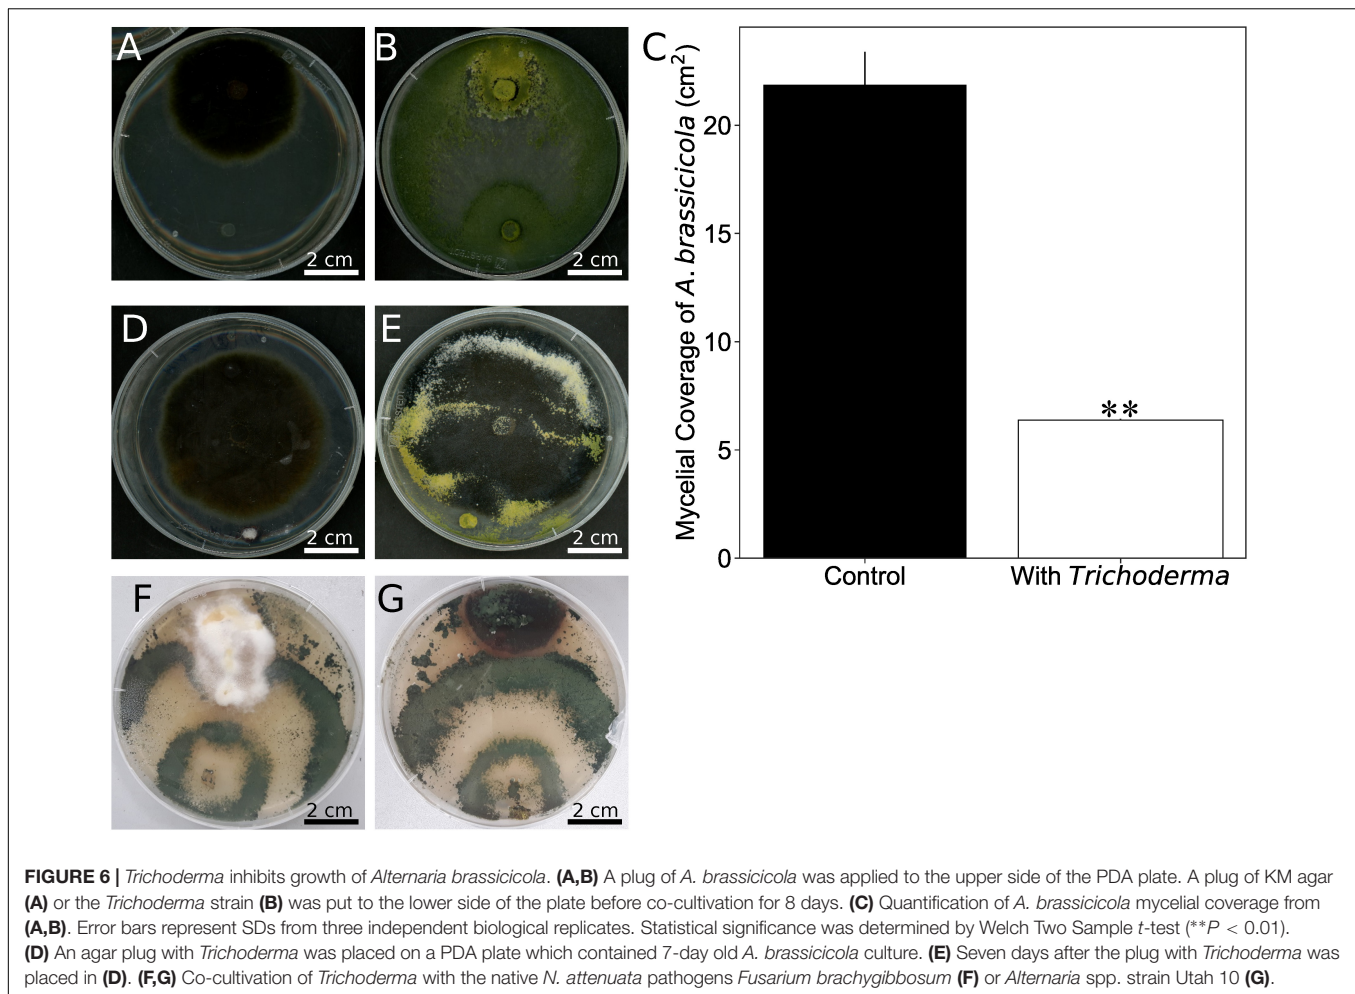 A
B
2 cm
2 cm
D
E
2 cm
2 cm
F
G
2 cm
2 cm
C
Mycelial Coverage of A. brassicicola (cm²)
20
15
10
5
0
**
Control
With Trichoderma
FIGURE 6 | Trichoderma inhibits growth of Alternaria brassicicola. (A,B) A plug of A. brassicicola was applied to the upper side of the PDA plate. A plug of KM agar
(A) or the Trichoderma strain (B) was put to the lower side of the plate before co-cultivation for 8 days. (C) Quantification of A. brassicicola mycelial coverage from
(A,B). Error bars represent SDs from three independent biological replicates. Statistical significance was determined by Welch Two Sample t-test (**P < 0.01).
(D) An agar plug with Trichoderma was placed on a PDA plate which contained 7-day old A. brassicicola culture. (E) Seven days after the plug with Trichoderma was
placed in (D). (F,G) Co-cultivation of Trichoderma with the native N. attenuata pathogens Fusarium brachygibbosum (F) or Alternaria spp. strain Utah 10 (G).